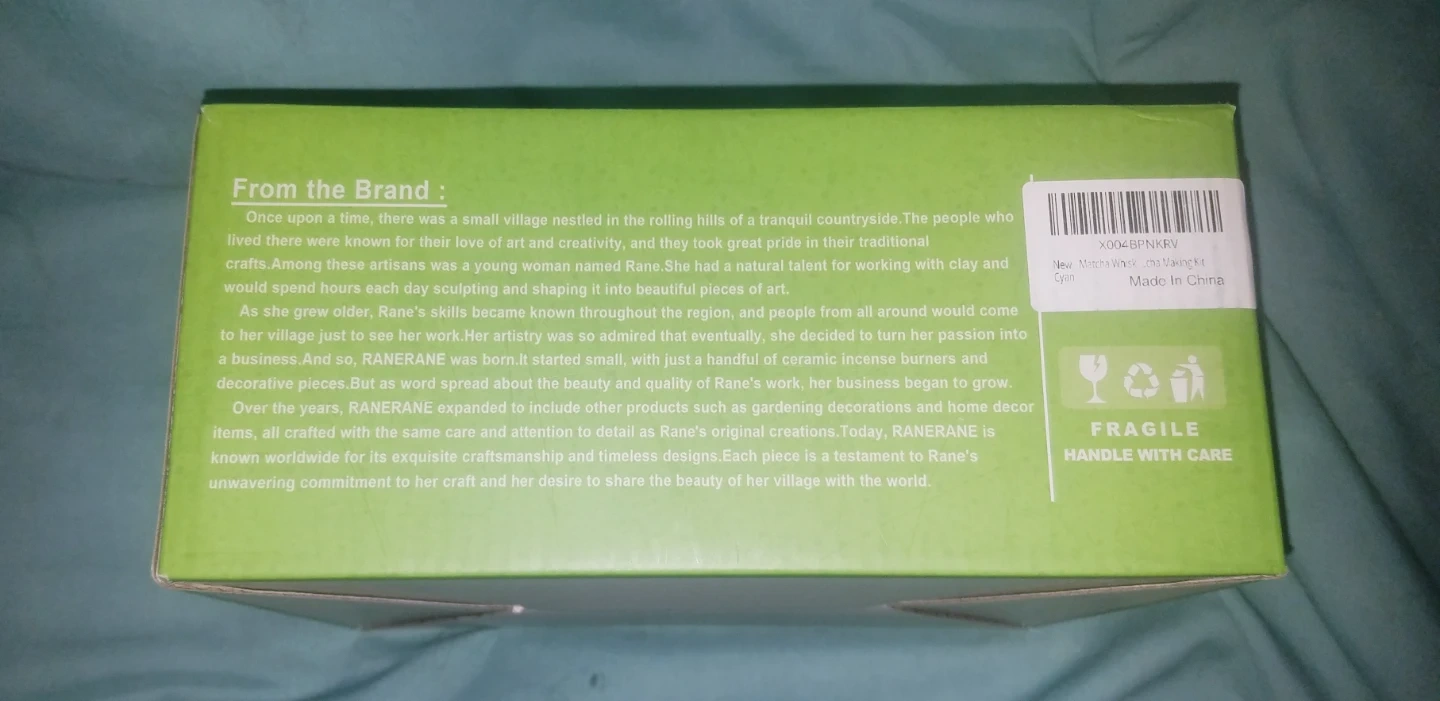 From the Brand :
Once upon a time, there was a small village nestled in the rolling hills of a tranquil countryside.The people who
lived there were known for their love of art and creativity, and they took great pride in their traditional
crafts.Among these artisans was a young woman named Rane.She had a natural talent for working with clay and
would spend hours each day sculpting and shaping it into beautiful pieces of art.
As she grew older, Rane's skills became known throughout the region, and people from all around would come
to her village just to see her work.Her artistry was so admired that eventually, she decided to turn her passion into
a business.And so, RANERANE was born.It started small, with just a handful of ceramic incense burners and
decorative pieces.But as word spread about the beauty and quality of Rane's work, her business began to grow.
Over the years, RANERANE expanded to include other products such as gardening decorations and home decor
items, all crafted with the same care and attention to detail as Rane's original creations.Today, RANERANE is
known worldwide for its exquisite craftsmanship and timeless designs.Each piece is a testament to Rane's
unwavering commitment to her craft and her desire to share the beauty of her village with the world.
X004BPNKRV
New Matcha Whisk ...cha Making Kit
Cyan
Made In China
FRAGILE
HANDLE WITH CARE